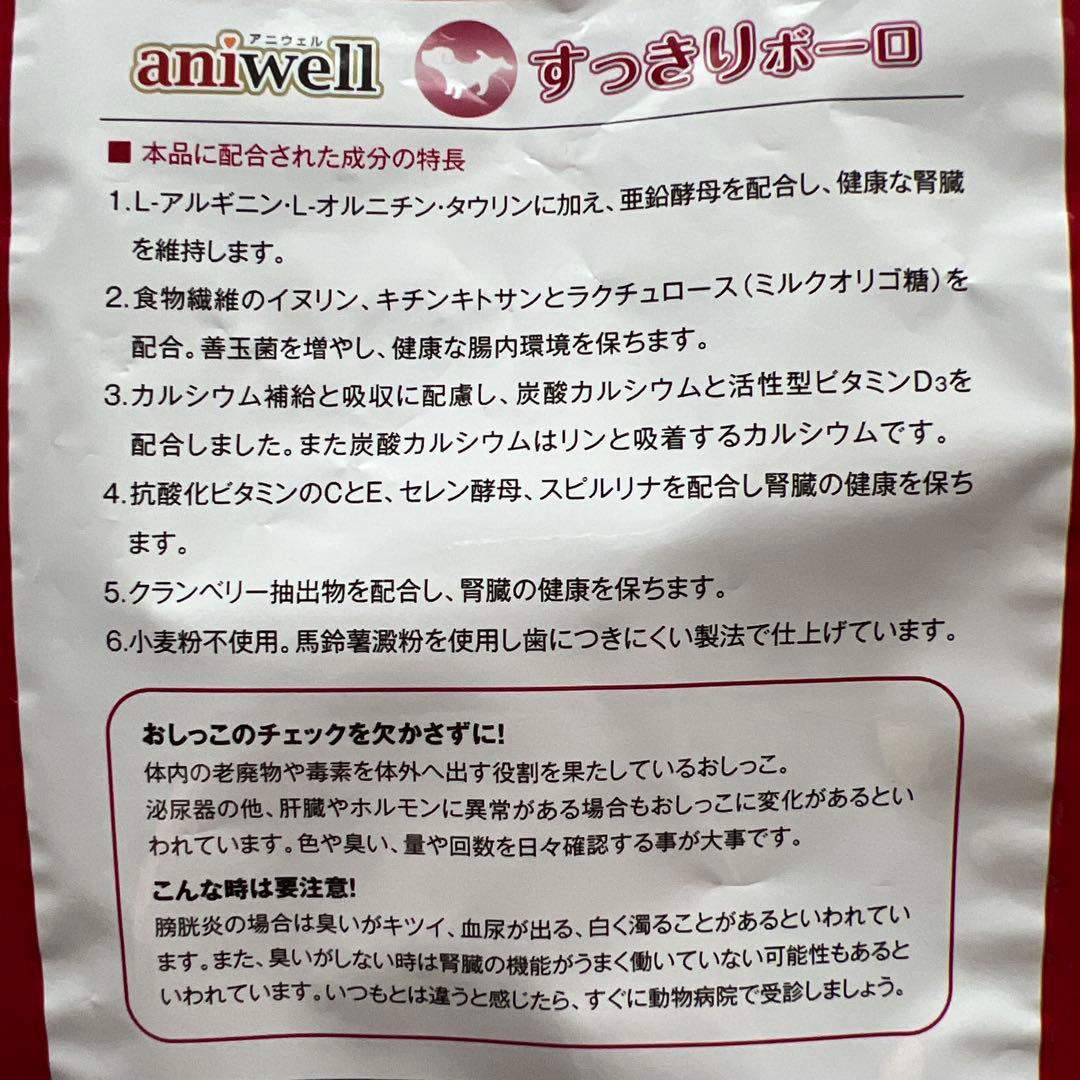 アニウェル
aniwell すっきりボーロ
■ 本品に配合された成分の特長
1.L-アルギニン・L-オルニチン・タウリンに加え、亜鉛酵母を配合し、健康な腎臓
を維持します。
2.食物繊維のイヌリン、キチンキトサンとラクチュロース(ミルクオリゴ糖)を
配合。善玉菌を増やし、健康な腸内環境を保ちます。
3.カルシウム補給と吸収に配慮し、炭酸カルシウムと活性型ビタミンD3を
配合しました。また炭酸カルシウムはリンと吸着するカルシウムです。
4.抗酸化ビタミンのCとE、セレン酵母、スピルリナを配合し腎臓の健康を保ち
ます。
5.クランベリー抽出物を配合し、腎臓の健康を保ちます。
6.小麦粉不使用。馬鈴薯澱粉を使用し歯につきにくい製法で仕上げています。
おしっこのチェックを欠かさずに!
体内の老廃物や毒素を体外へ出す役割を果たしているおしっこ。
泌尿器の他、肝臓やホルモンに異常がある場合もおしっこに変化があるとい
われています。色や臭い、量や回数を日々確認する事が大事です。
こんな時は要注意!
膀胱炎の場合は臭いがキツイ、血尿が出る、白く濁ることがあるといわれてい
ます。また、臭いがしない時は腎臓の機能がうまく働いていない可能性もあると
いわれています。いつもとは違うと感じたら、すぐに動物病院で受診しましょう。